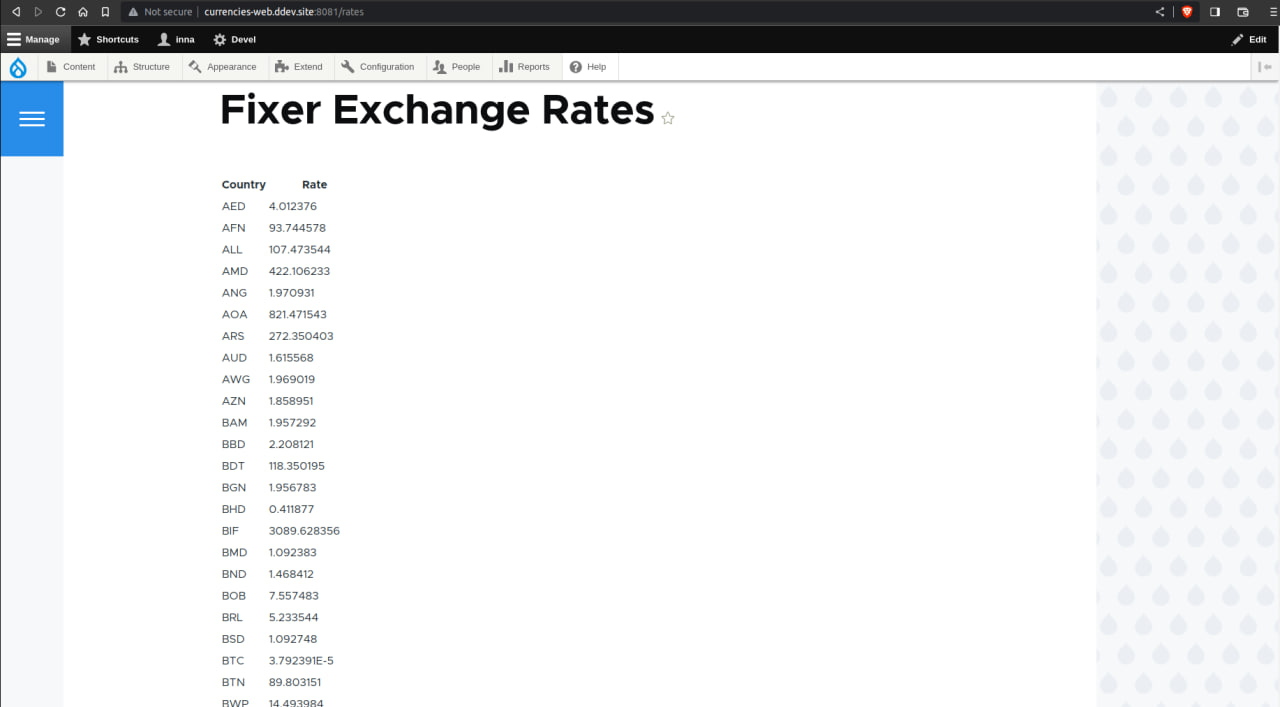 Not secure currencies-web.ddev.site:8081/rates
Manage Shortcuts inna Devel Edit
Content Structure Appearance Extend Configuration People Reports Help
Fixer Exchange Rates
Country Rate
AED 4.012376
AFN 93.744578
ALL 107.473544
AMD 422.106233
ANG 1.970931
AOA 821.471543
ARS 272.350403
AUD 1.615568
AWG 1.969019
AZN 1.858951
BAM 1.957292
BBD 2.208121
BDT 118.350195
BGN 1.956783
BHD 0.411877
BIF 3089.628356
BMD 1.092383
BND 1.468412
BOB 7.557483
BRL 5.233544
BSD 1.092748
BTC 3.792391E-5
BTN 89.803151
BWP 14.493984